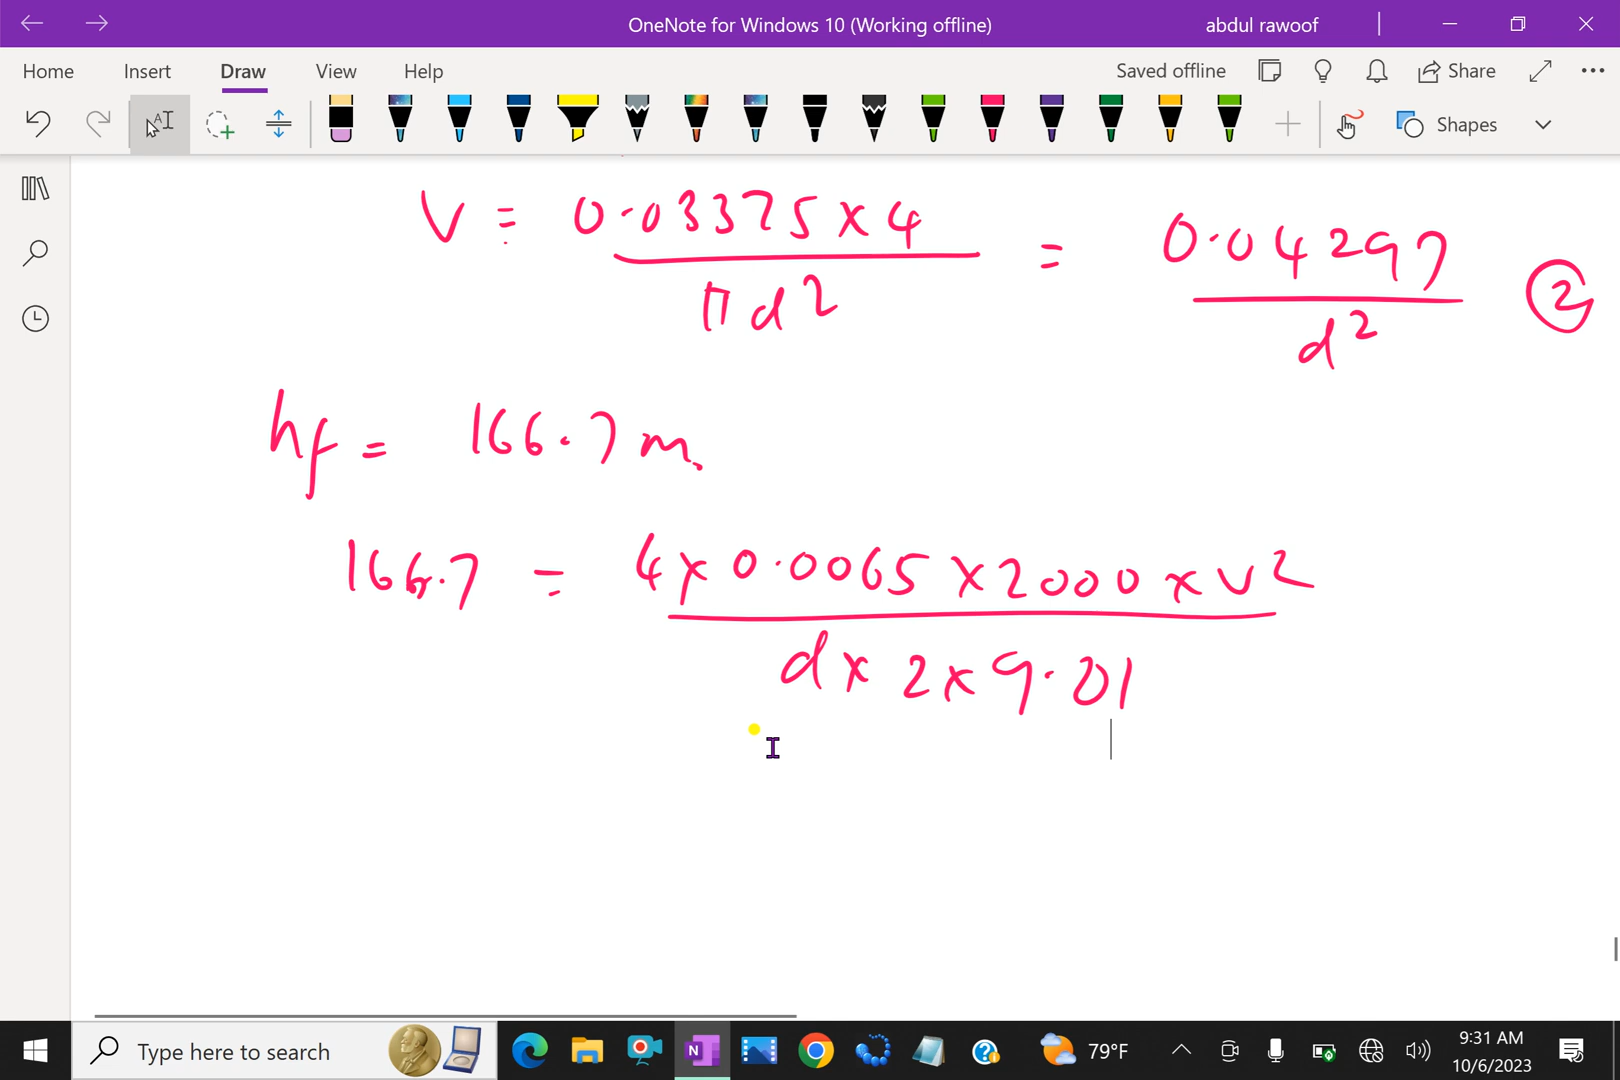 OneNote for Windows 10 (Working offline)
abdul rawoof
Home Insert Draw View Help
Saved offline Share
Shapes
V = 0.03375 x 4 / πd² = 0.04297 / d² ②
hf = 166.7 m.
166.7 = 4 x 0.0065 x 2000 x v² / d x 2 x 9.01
Type here to search
79°F
9:31 AM
10/6/2023